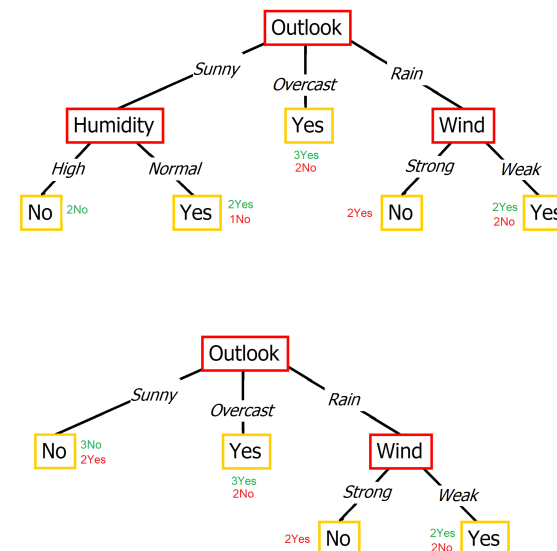 Outlook
Sunny
Overcast
Rain
Humidity
Yes
Wind
3Yes
2No
High
Normal
Strong
Weak
No
2No
Yes
2Yes
1No
2Yes
No
2Yes
2No
Yes
Outlook
Sunny
Overcast
Rain
No
3No
2Yes
Yes
Wind
3Yes
2No
Strong
Weak
2Yes
No
2Yes
2No
Yes